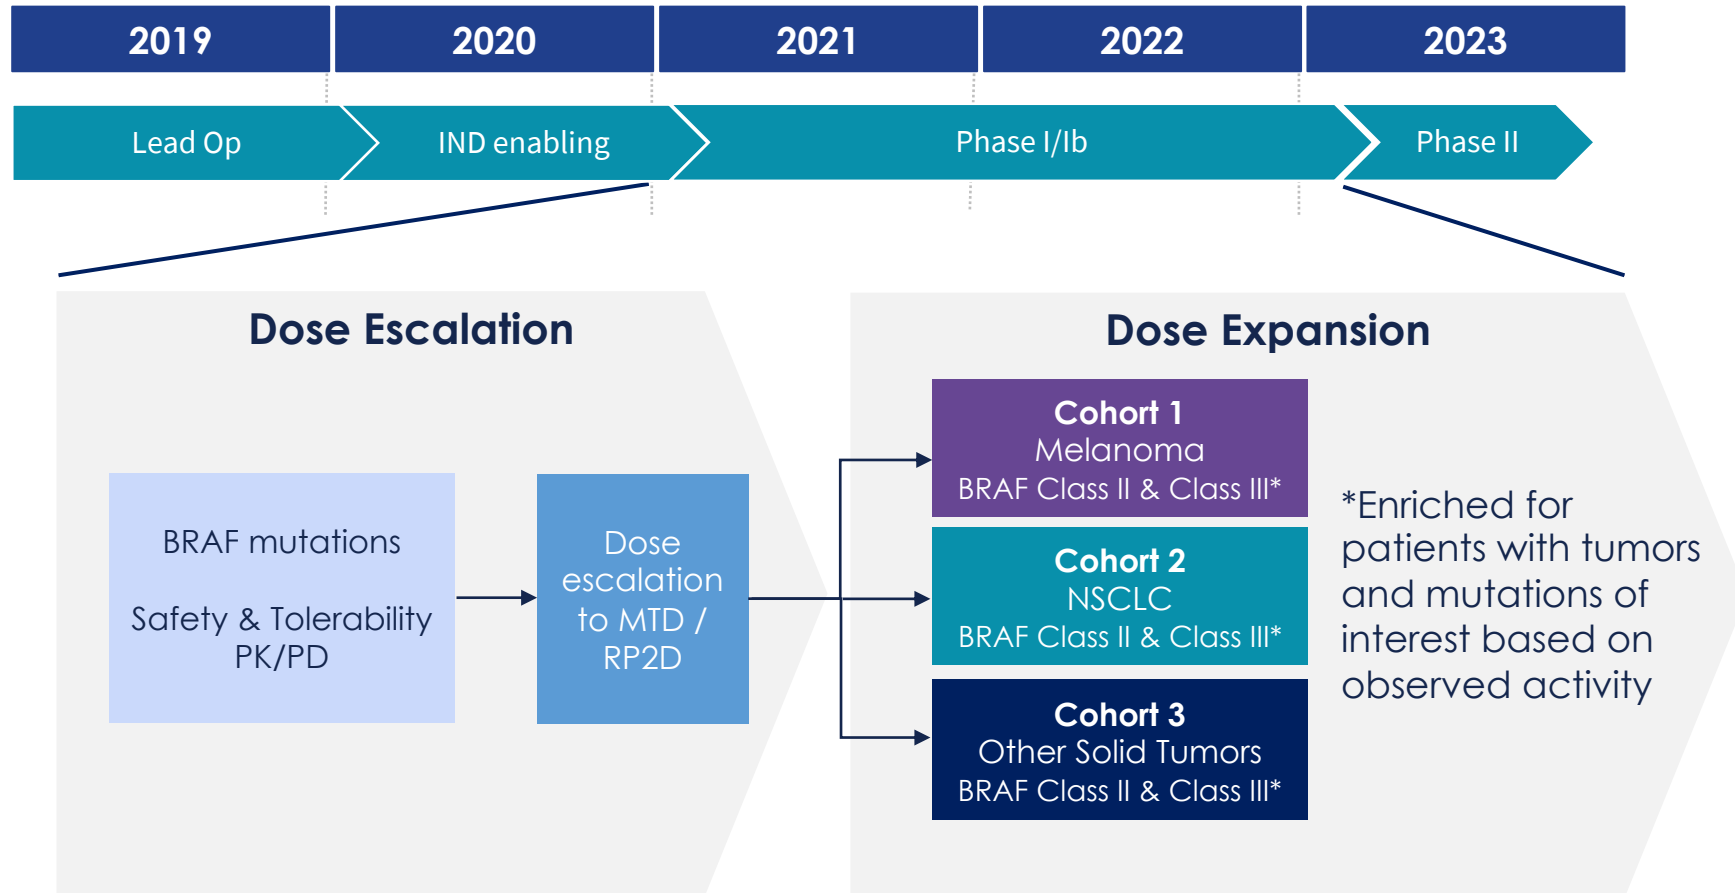 2019
2020
2021
2022
2023
Lead Op
IND enabling
Phase I/Ib
Phase II
Dose Escalation
BRAF mutations
Safety & Tolerability
PK/PD
Dose
escalation
to MTD /
RP2D
Dose Expansion
Cohort 1
Melanoma
BRAF Class II & Class III*
Cohort 2
NSCLC
BRAF Class II & Class III*
Cohort 3
Other Solid Tumors
BRAF Class II & Class III*
*Enriched for
patients with tumors
and mutations of
interest based on
observed activity